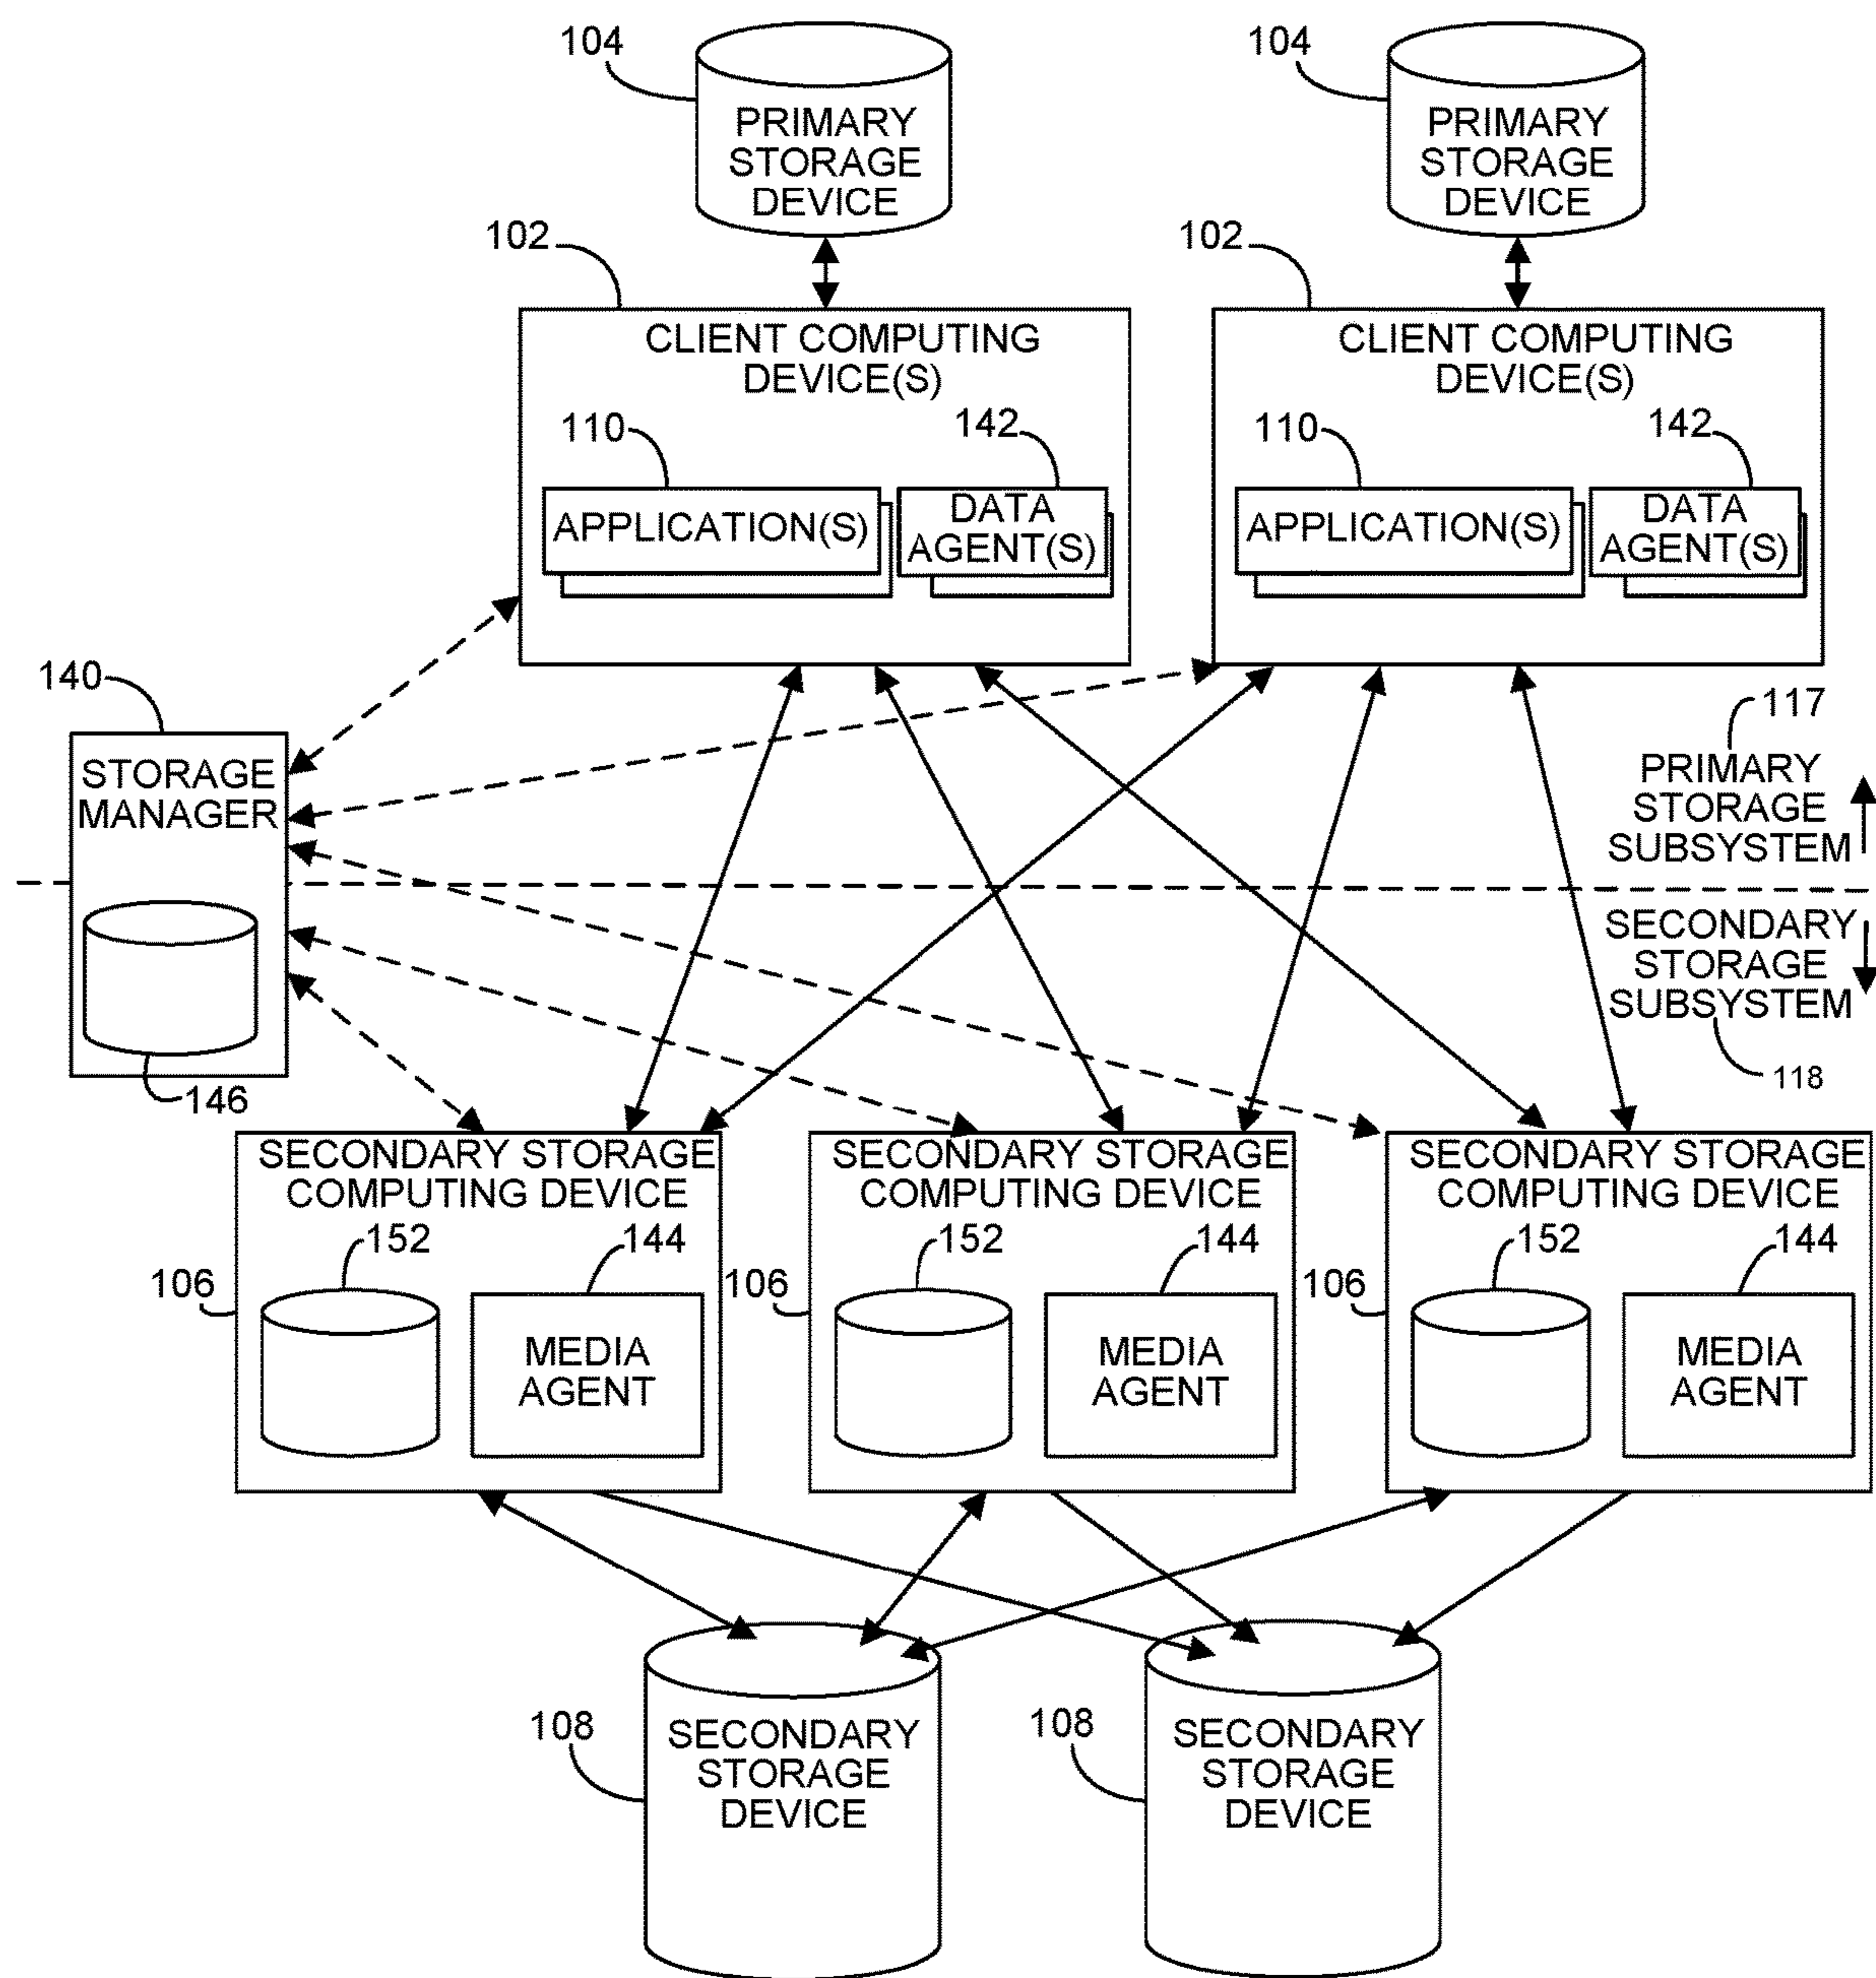 104
104
PRIMARY
STORAGE
DEVICE
PRIMARY
STORAGE
DEVICE
102
102
CLIENT COMPUTING
DEVICE(S)
CLIENT COMPUTING
DEVICE(S)
110
142
110
142
APPLICATION(S)
DATA
AGENT(S)
APPLICATION(S)
DATA
AGENT(S)
140
STORAGE
MANAGER
146
117
PRIMARY
STORAGE
SUBSYSTEM
SECONDARY
STORAGE
SUBSYSTEM
118
SECONDARY STORAGE
COMPUTING DEVICE
152
144
106
MEDIA
AGENT
SECONDARY STORAGE
COMPUTING DEVICE
152
144
106
MEDIA
AGENT
SECONDARY STORAGE
COMPUTING DEVICE
152
144
106
MEDIA
AGENT
108
SECONDARY
STORAGE
DEVICE
108
SECONDARY
STORAGE
DEVICE